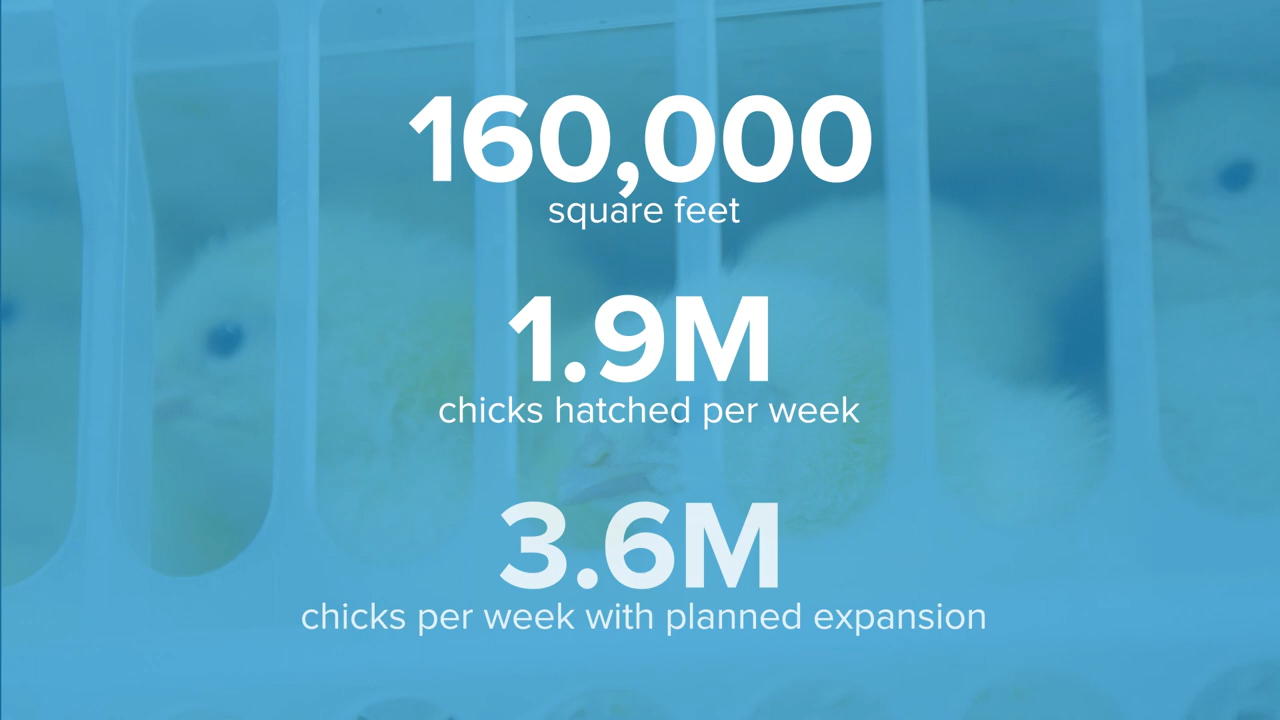 160,000
square feet
1.9M
chicks hatched per week
3.6M
chicks per week with planned expansion